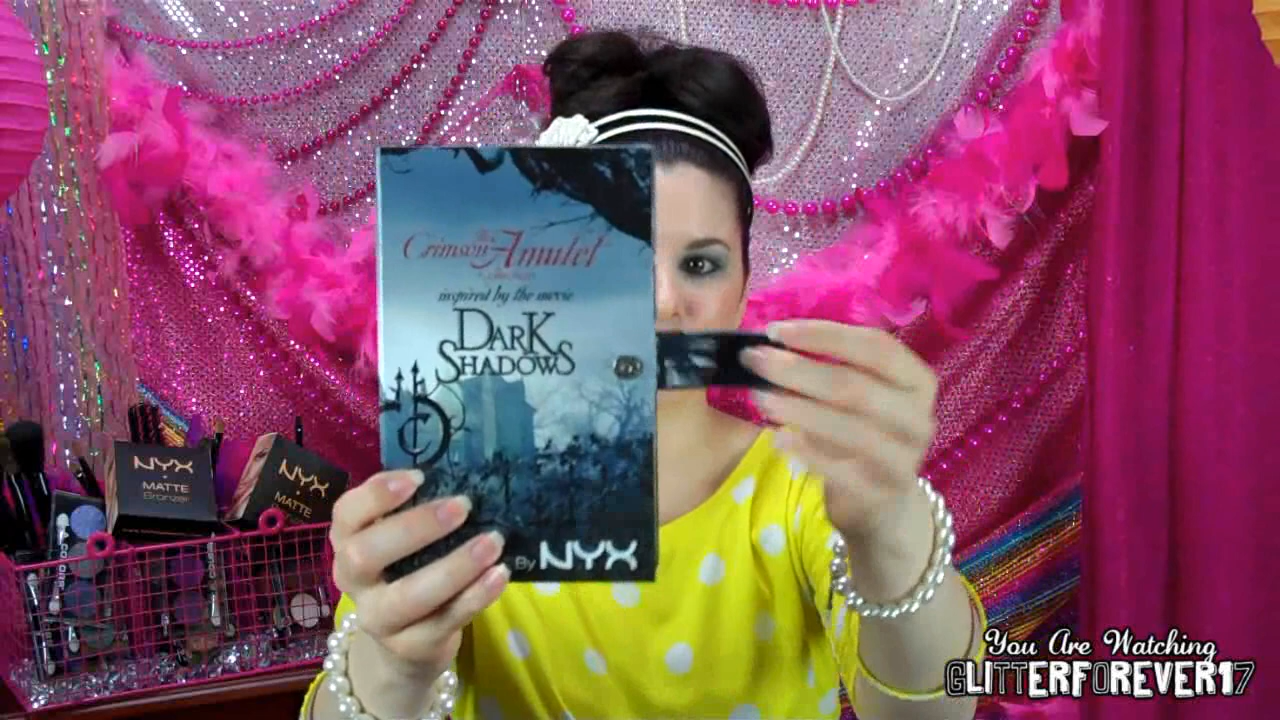 The
Crimson Amulet
Collection
inspired by the movie
DARK
SHADOWS
By NYX
NYX
MATTE
Bronzer
NYX
MATTE
You Are Watching
GLITTERFOREVER17